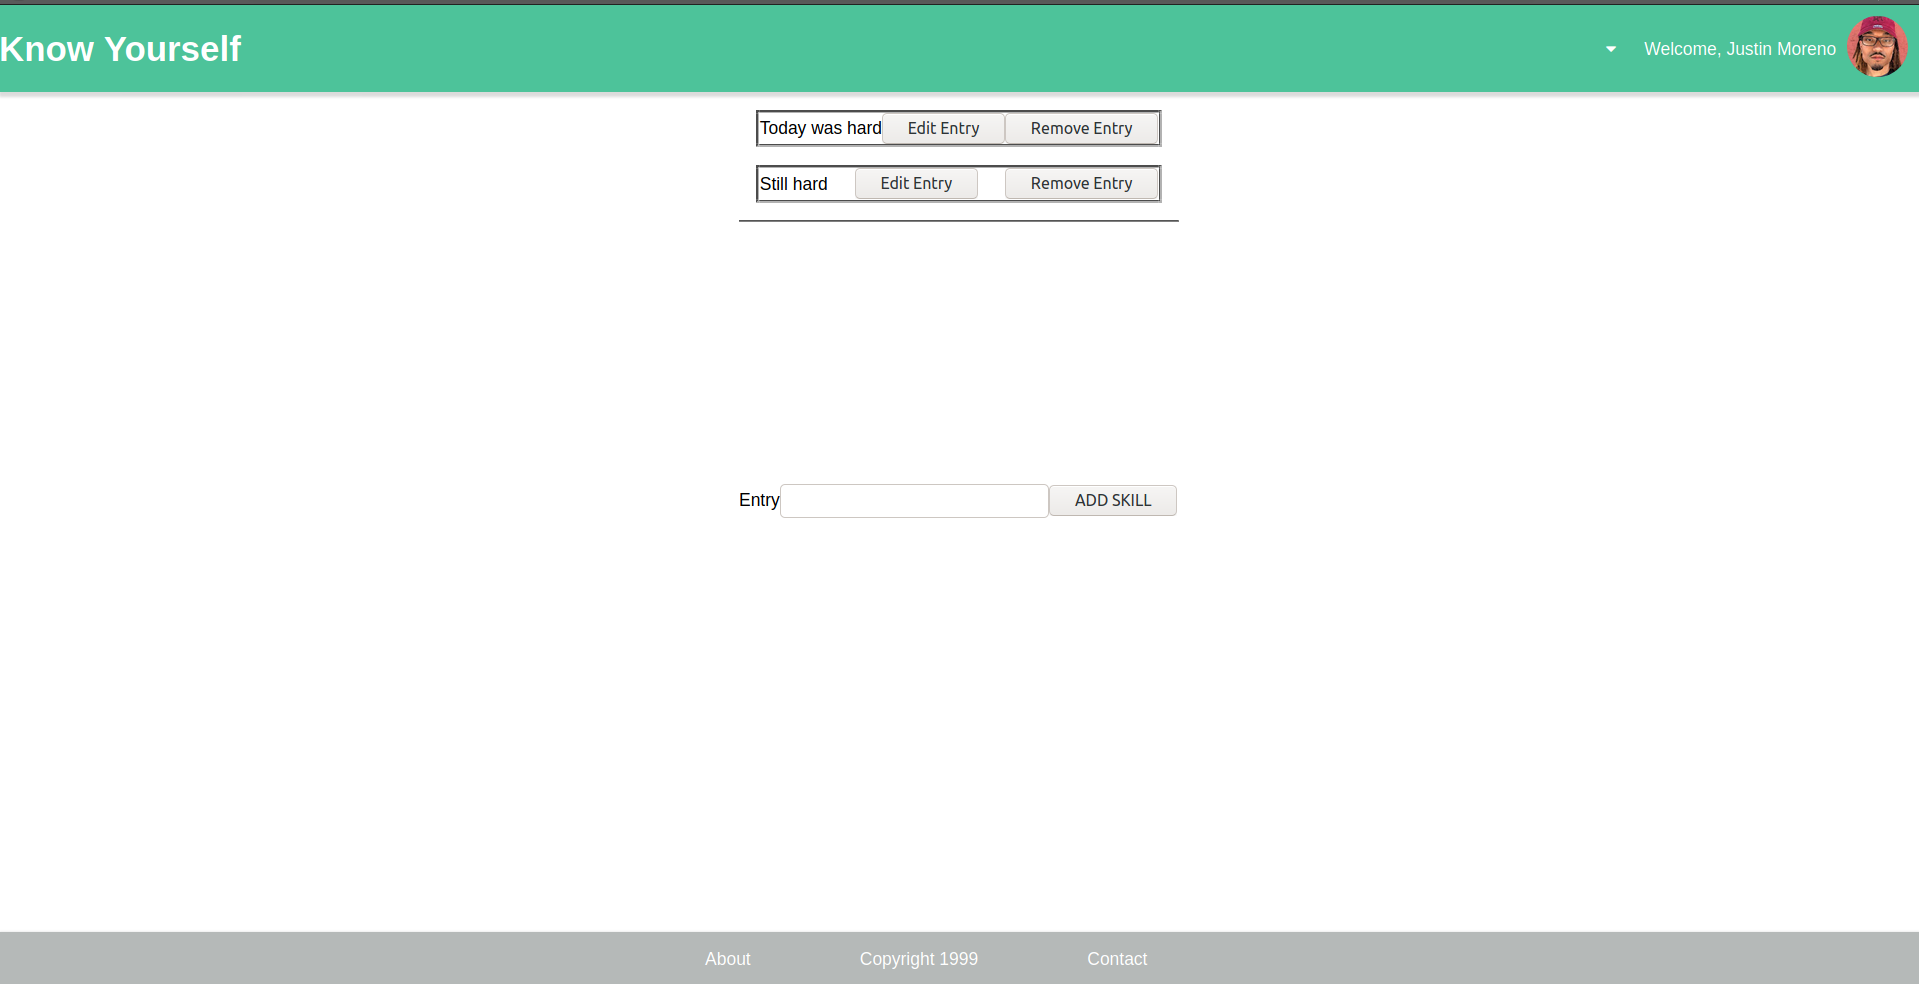 Know Yourself
Welcome, Justin Moreno
Today was hard Edit Entry Remove Entry
Still hard Edit Entry Remove Entry
Entry ADD SKILL
About Copyright 1999 Contact